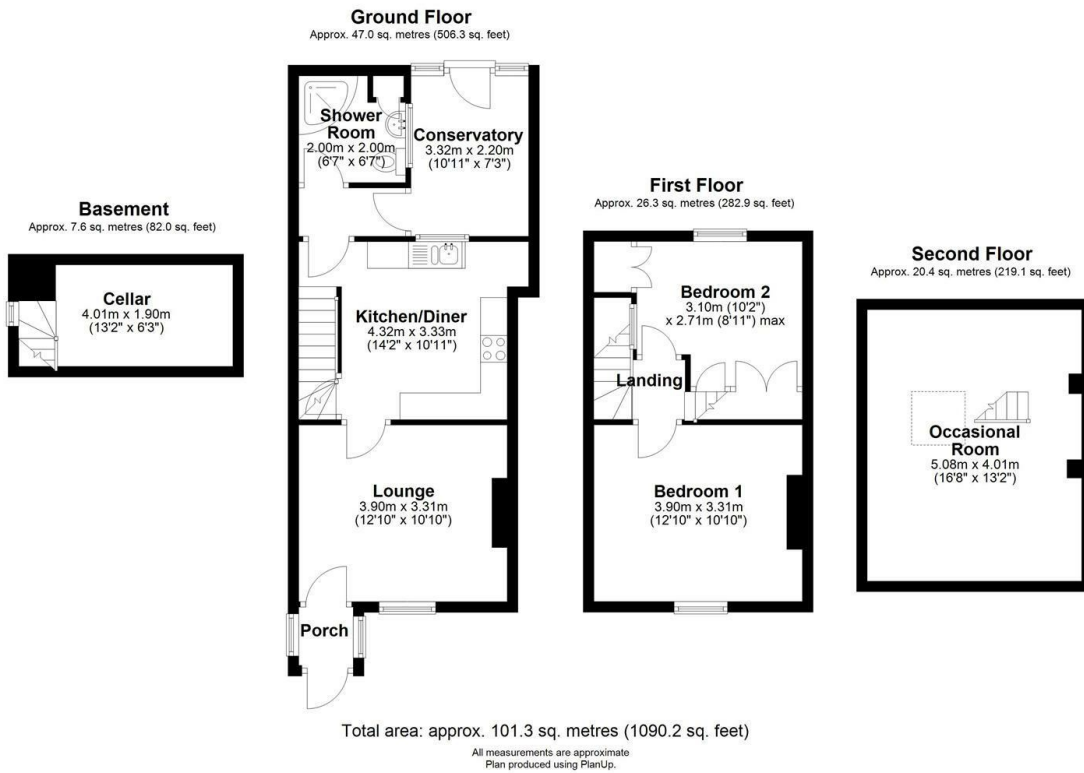 Ground Floor
Approx. 47.0 sq. metres (506.3 sq. feet)
Shower
Room
2.00m x 2.00m
(6'7" x 6'7")
Conservatory
3.32m x 2.20m
(10'11" x 7'3")
Kitchen/Diner
4.32m x 3.33m
(14'2" x 10'11")
Lounge
3.90m x 3.31m
(12'10" x 10'10")
Porch
Basement
Approx. 7.6 sq. metres (82.0 sq. feet)
Cellar
4.01m x 1.90m
(13'2" x 6'3")
First Floor
Approx. 26.3 sq. metres (282.9 sq. feet)
Bedroom 2
3.10m (10'2")
x 2.71m (8'11") max
Landing
Bedroom 1
3.90m x 3.31m
(12'10" x 10'10")
Second Floor
Approx. 20.4 sq. metres (219.1 sq. feet)
Occasional
Room
5.08m x 4.01m
(16'8" x 13'2")
Total area: approx. 101.3 sq. metres (1090.2 sq. feet)
All measurements are approximate
Plan produced using PlanUp.